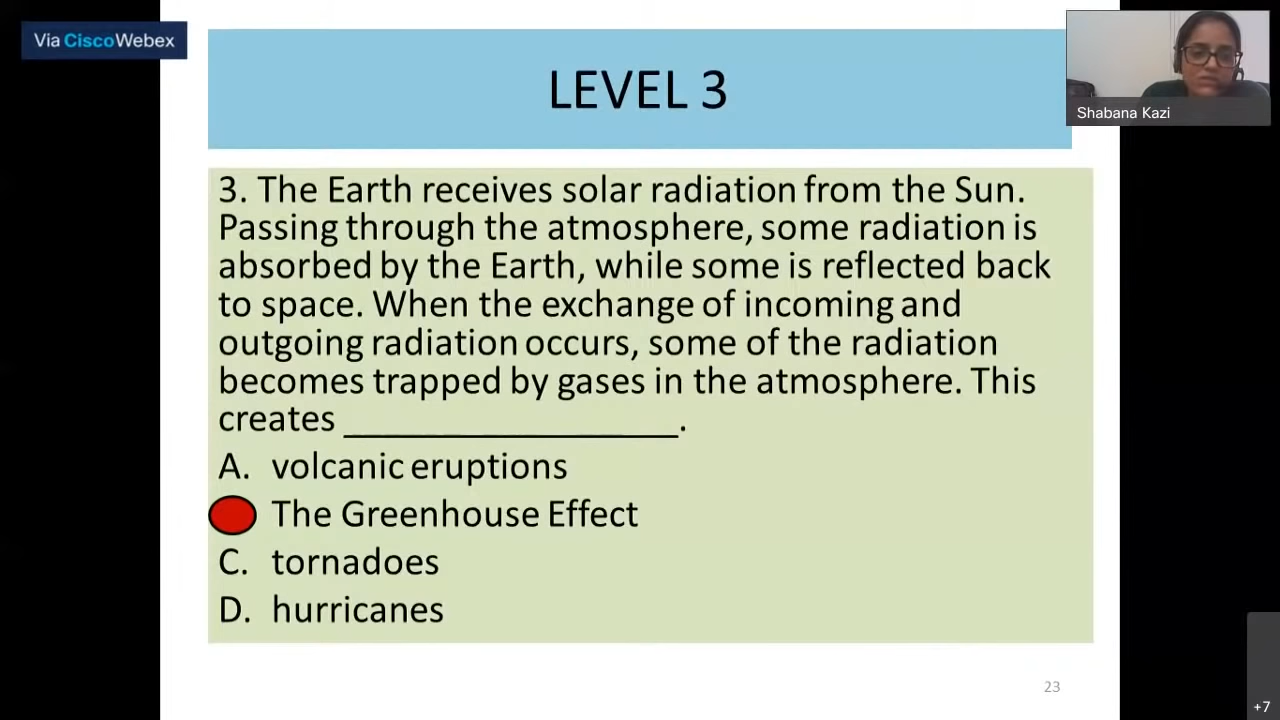 Via CiscoWebex
LEVEL 3
Shabana Kazi
3. The Earth receives solar radiation from the Sun.
Passing through the atmosphere, some radiation is
absorbed by the Earth, while some is reflected back
to space. When the exchange of incoming and
outgoing radiation occurs, some of the radiation
becomes trapped by gases in the atmosphere. This
creates __________________.
A. volcanic eruptions
The Greenhouse Effect
C. tornadoes
D. hurricanes
23
+7